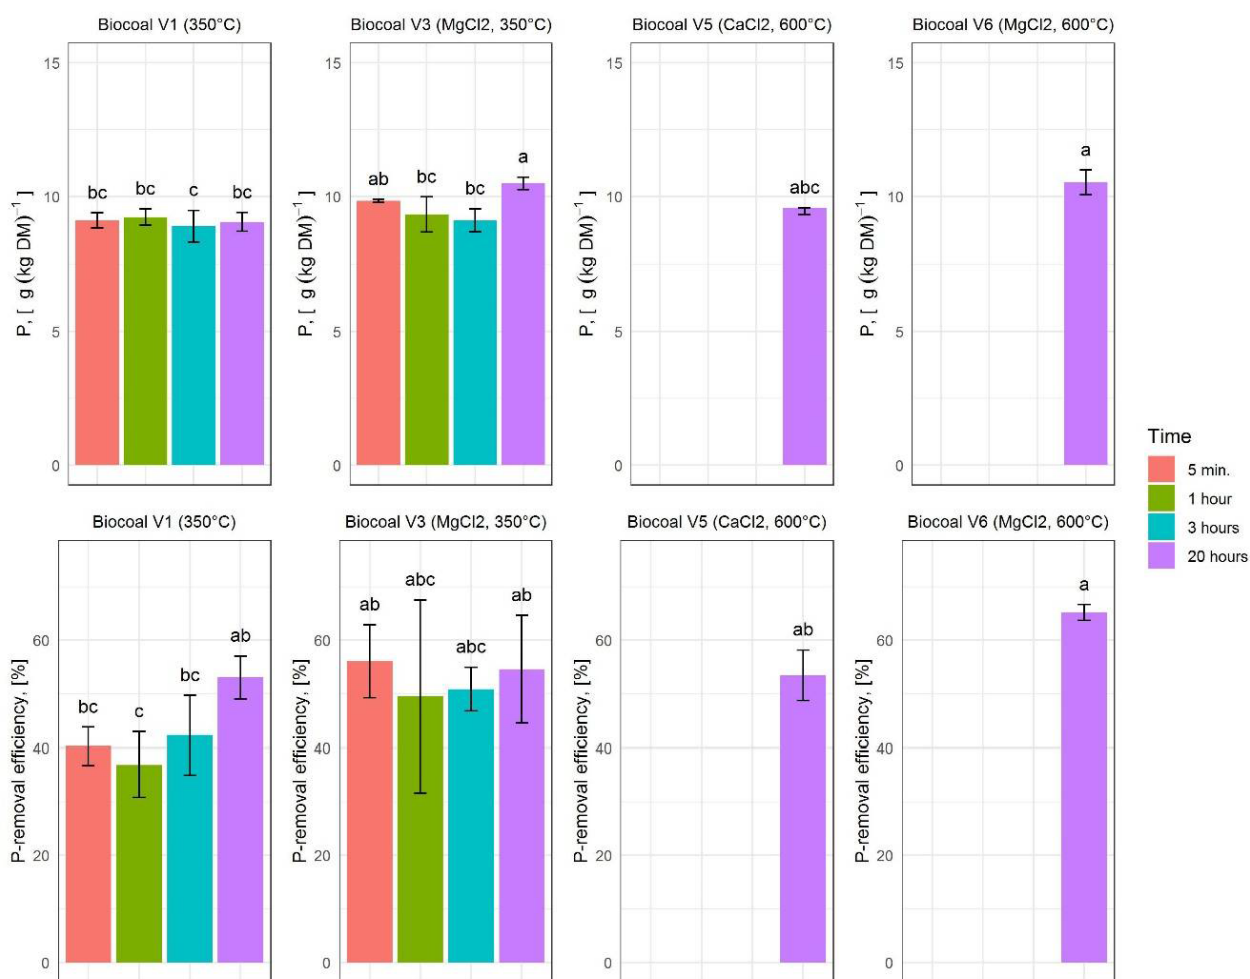 Biocoal V1 (350°C)
Biocoal V3 (MgCl2, 350°C)
Biocoal V5 (CaCl2, 600°C)
Biocoal V6 (MgCl2, 600°C)
P, [ g (kg DM)⁻¹ ]
15
10
5
0
bc
bc
c
bc
P, [ g (kg DM)⁻¹ ]
15
10
5
0
ab
bc
bc
a
P, [ g (kg DM)⁻¹ ]
15
10
5
0
abc
P, [ g (kg DM)⁻¹ ]
15
10
5
0
a
Time
5 min.
1 hour
3 hours
20 hours
Biocoal V1 (350°C)
Biocoal V3 (MgCl2, 350°C)
Biocoal V5 (CaCl2, 600°C)
Biocoal V6 (MgCl2, 600°C)
P-removal efficiency, [%]
60
40
20
0
bc
c
bc
ab
P-removal efficiency, [%]
60
40
20
0
ab
abc
abc
ab
P-removal efficiency, [%]
60
40
20
0
ab
P-removal efficiency, [%]
60
40
20
0
a